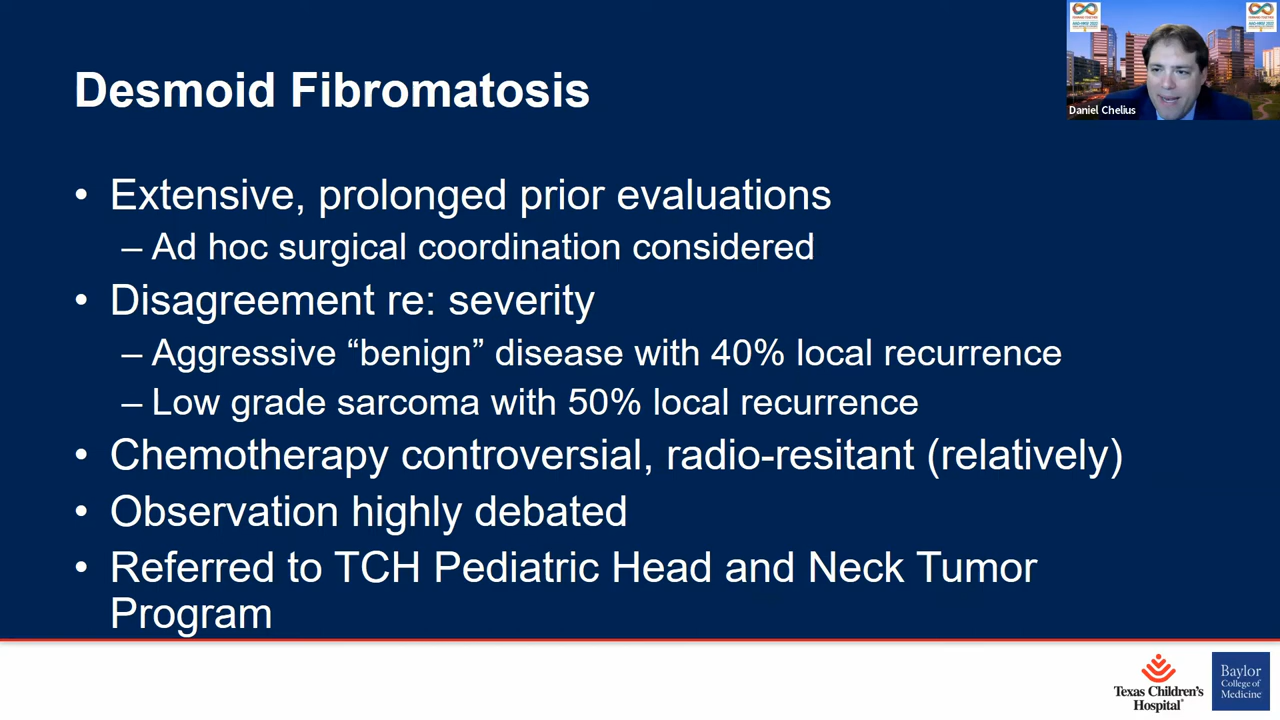 Desmoid Fibromatosis
Daniel Chelius
• Extensive, prolonged prior evaluations
– Ad hoc surgical coordination considered
• Disagreement re: severity
– Aggressive “benign” disease with 40% local recurrence
– Low grade sarcoma with 50% local recurrence
• Chemotherapy controversial, radio-resitant (relatively)
• Observation highly debated
• Referred to TCH Pediatric Head and Neck Tumor
Program
Texas Children's
Hospital
Baylor
College of
Medicine